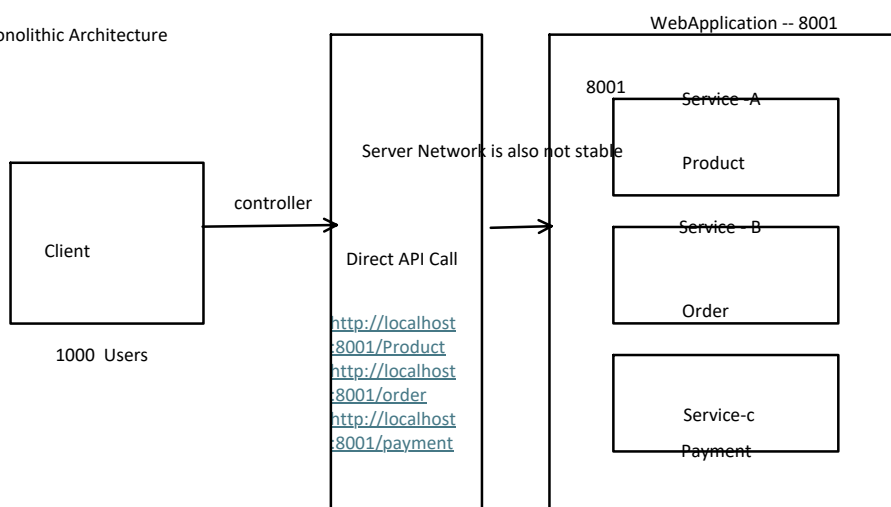 WebApplication -- 8001
onolithic Architecture
8001
Service -A
Server Network is also not stable
Product
controller
Service - B
Client
Direct API Call
Order
http://localhost
:8001/Product
http://localhost
:8001/order
http://localhost
:8001/payment
1000 Users
Service-c
Payment